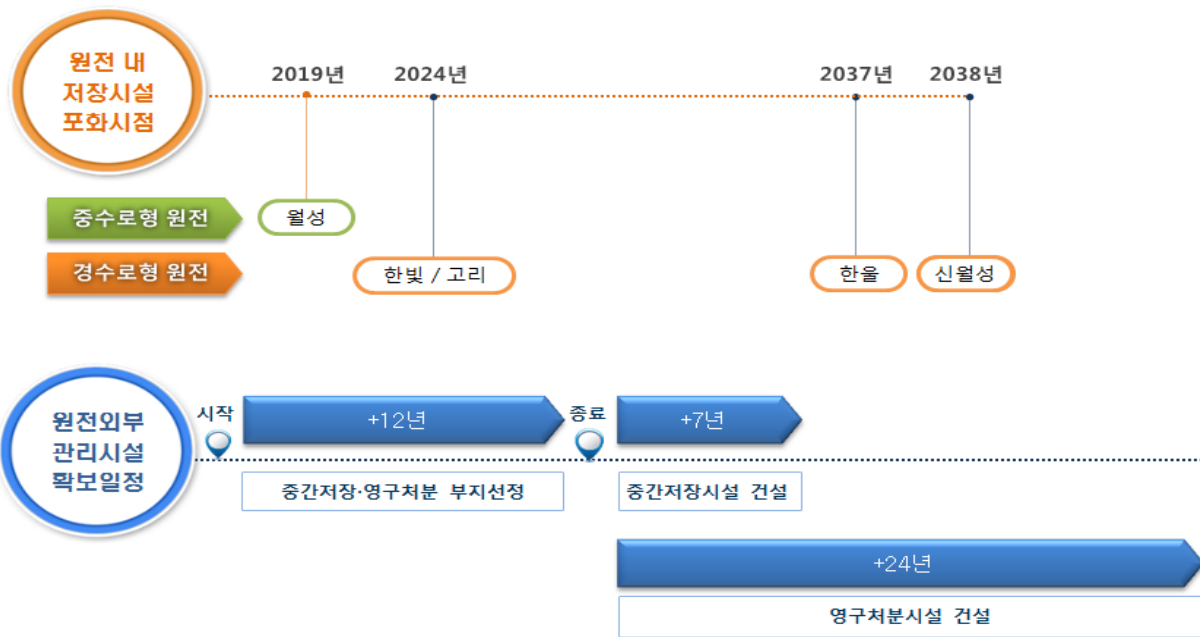 원전 내
저장시설
포화시점
2019년
2024년
2037년
2038년
중수로형 원전
월성
경수로형 원전
한빛 / 고리
한울
신월성
원전외부
관리시설
확보일정
시작
+12년
종료
+7년
중간저장·영구처분 부지선정
중간저장시설 건설
+24년
영구처분시설 건설